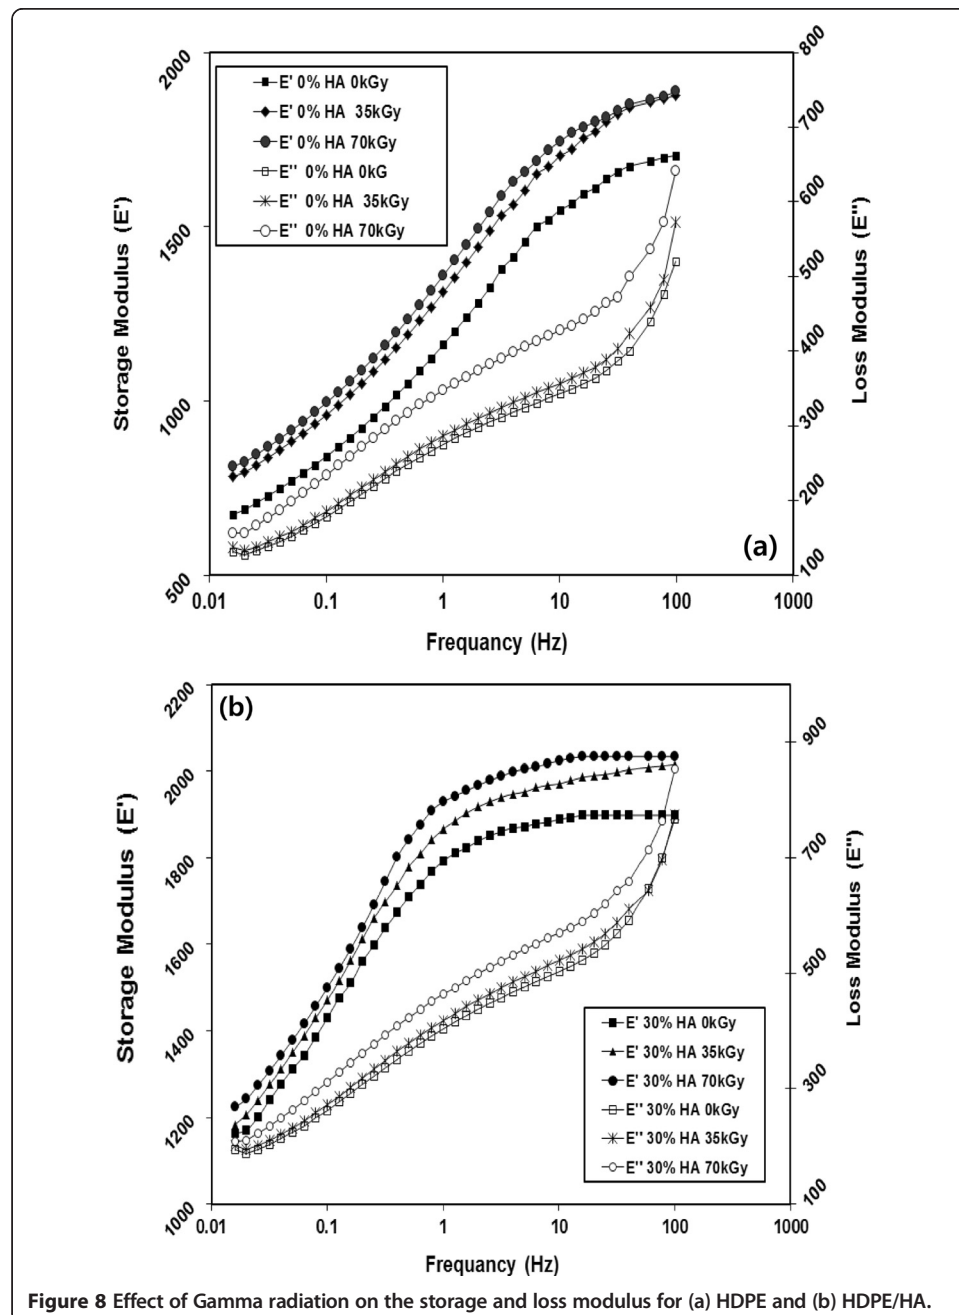 2000
1500
1000
500
Storage Modulus (E')
E' 0% HA 0kGy
E' 0% HA 35kGy
E' 0% HA 70kGy
E'' 0% HA 0kG
E'' 0% HA 35kGy
E'' 0% HA 70kGy
800
700
600
500
400
300
200
100
Loss Modulus (E'')
(a)
0.01 0.1 1 10 100 1000
Frequancy (Hz)
(b)
2200
2000
1800
1600
1400
1200
1000
Storage Modulus (E')
900
700
500
300
100
Loss Modulus (E'')
E' 30% HA 0kGy
E' 30% HA 35kGy
E' 30% HA 70kGy
E'' 30% HA 0kGy
E'' 30% HA 35kGy
E'' 30% HA 70kGy
0.01 0.1 1 10 100 1000
Frequancy (Hz)
Figure 8 Effect of Gamma radiation on the storage and loss modulus for (a) HDPE and (b) HDPE/HA.